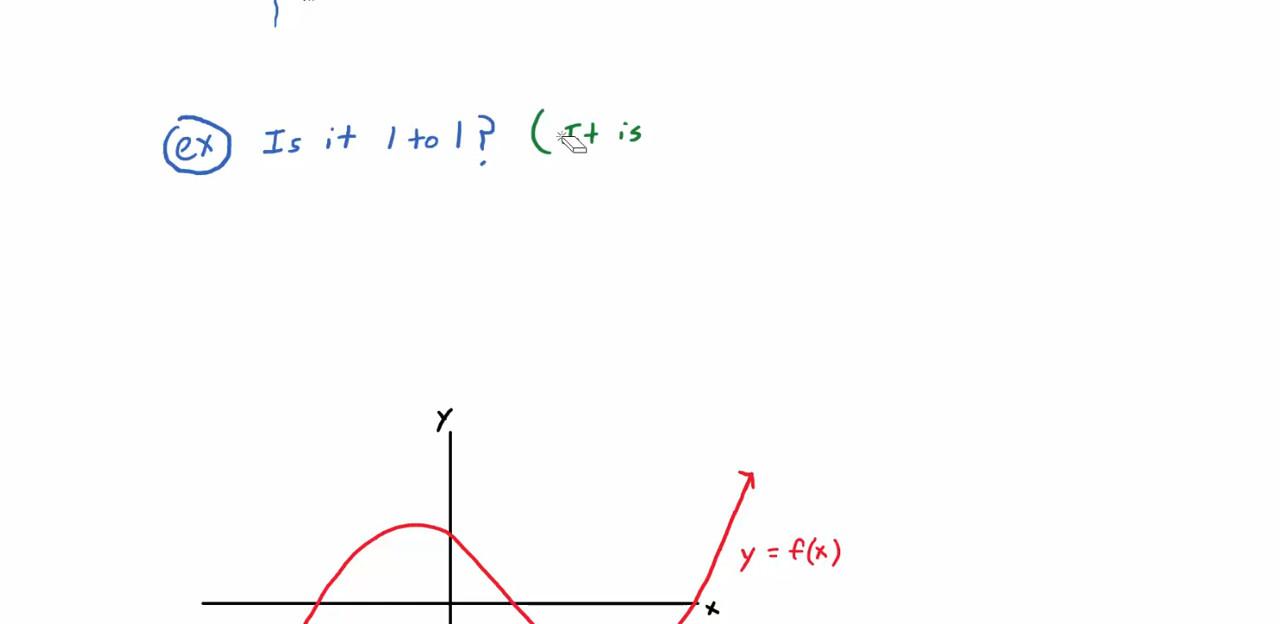 ex Is it 1 to 1? (It is
y
y = f(x)
x